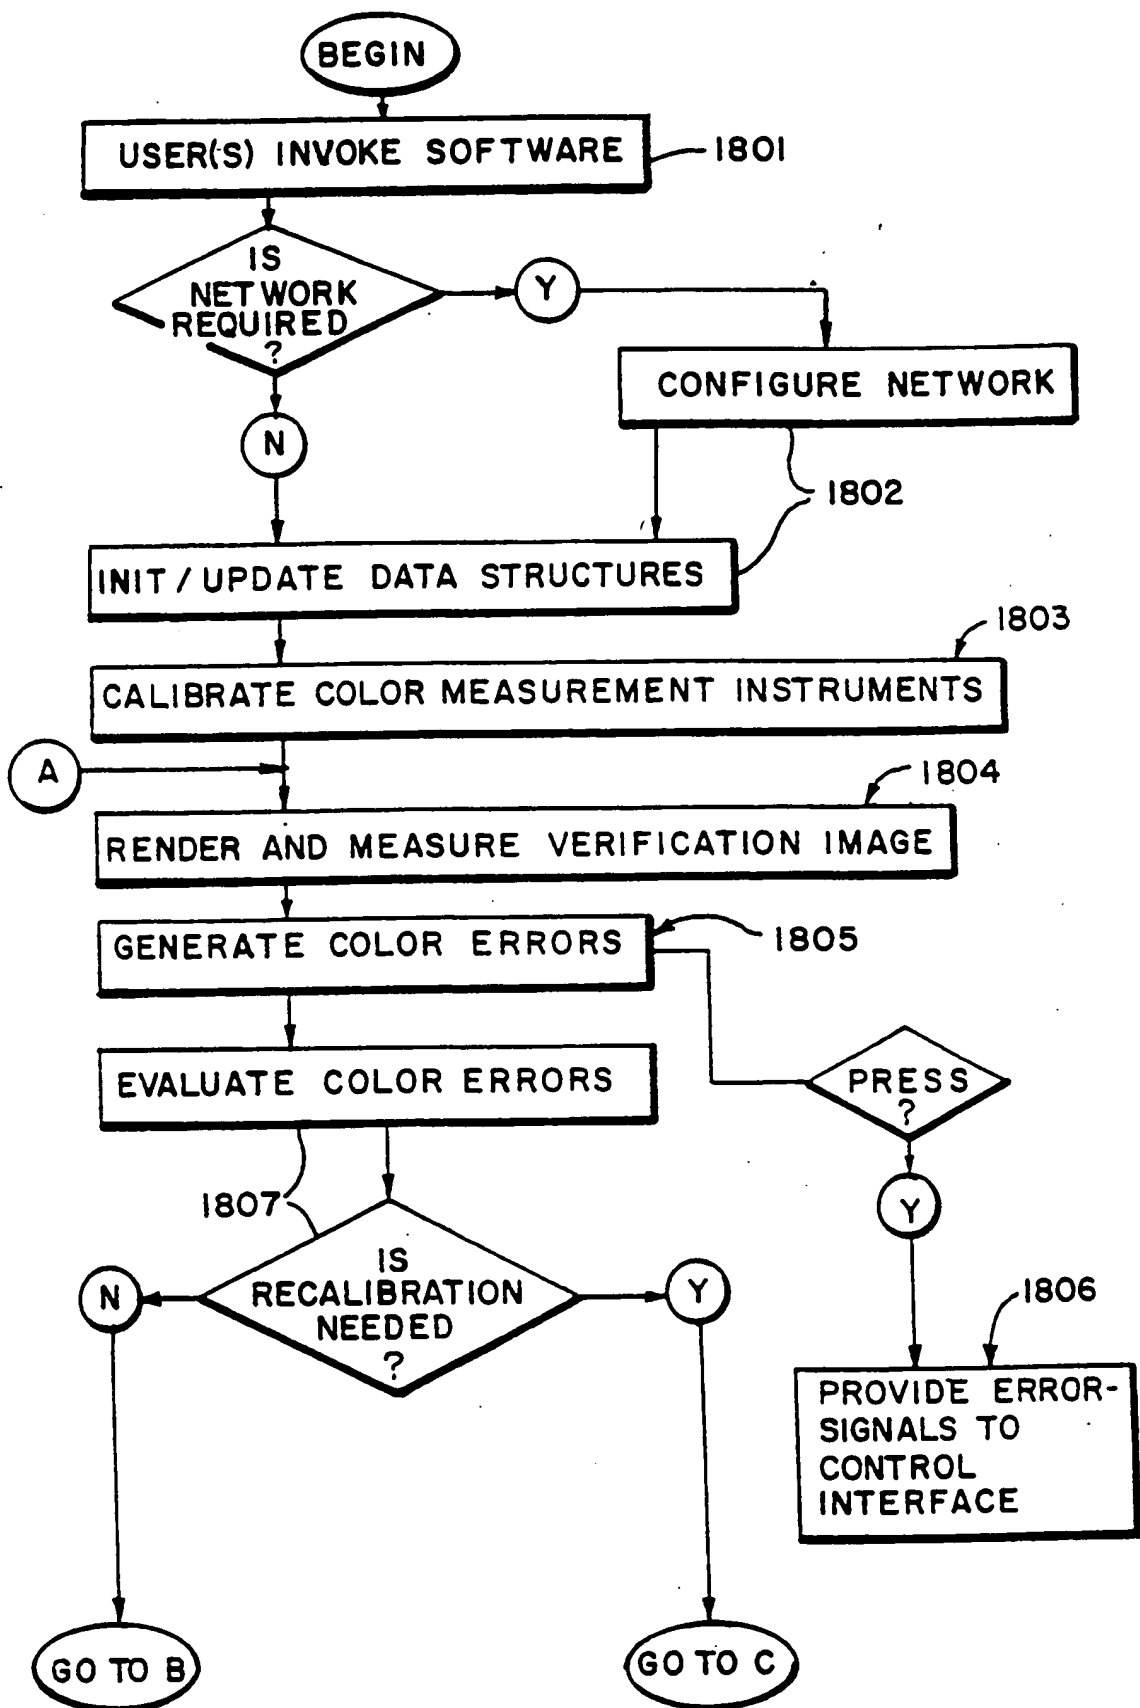 BEGIN
USER(S) INVOKE SOFTWARE
1801
IS
NETWORK
REQUIRED
?
Y
CONFIGURE NETWORK
N
1802
INIT / UPDATE DATA STRUCTURES
1803
CALIBRATE COLOR MEASUREMENT INSTRUMENTS
A
1804
RENDER AND MEASURE VERIFICATION IMAGE
GENERATE COLOR ERRORS
1805
EVALUATE COLOR ERRORS
PRESS
?
Y
1807
IS
RECALIBRATION
NEEDED
?
N
Y
1806
PROVIDE ERROR-
SIGNALS TO
CONTROL
INTERFACE
GO TO B
GO TO C